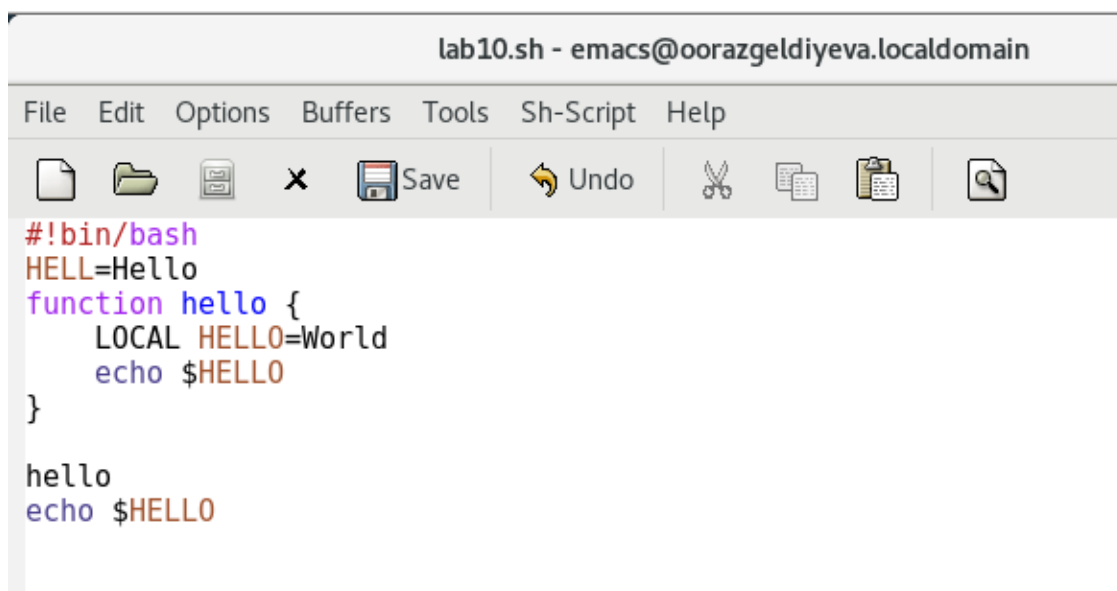 lab10.sh - emacs@oorazgeldiyeva.localdomain
File Edit Options Buffers Tools Sh-Script Help
Save Undo
#!bin/bash
HELL=Hello
function hello {
    LOCAL HELLO=World
    echo $HELLO
}
hello
echo $HELLO